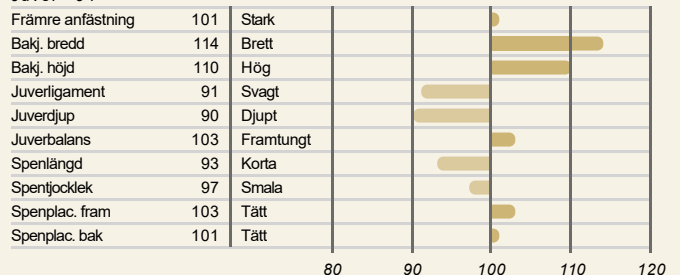 Främre anfästning 101 Stark
Bakj. bredd 114 Brett
Bakj. höjd 110 Hög
Juverligament 91 Svagt
Juverdjup 90 Djupt
Juverbalans 103 Framtungt
Spenlängd 93 Korta
Spentjocklek 97 Smala
Spenplac. fram 103 Tätt
Spenplac. bak 101 Tätt
80 90 100 110 120